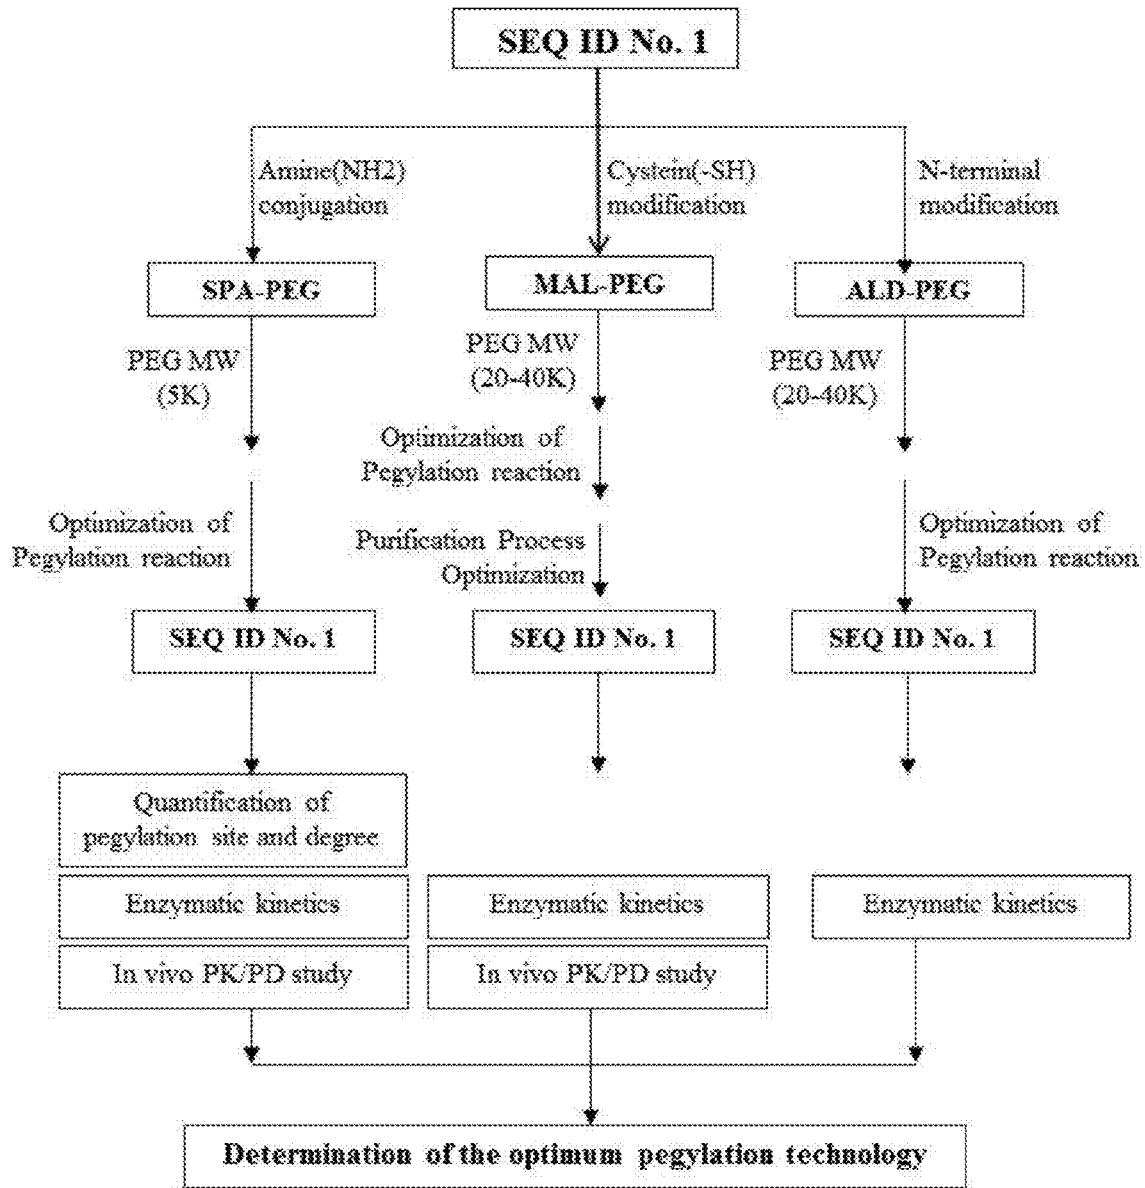 SEQ ID No. 1
Amine(NH2)
conjugation
Cystein(-SH)
modification
N-terminal
modification
SPA-PEG
MAL-PEG
ALD-PEG
PEG MW
(5K)
PEG MW
(20-40K)
PEG MW
(20-40K)
Optimization of
Pegylation reaction
Optimization of
Pegylation reaction
Purification Process
Optimization
Optimization of
Pegylation reaction
SEQ ID No. 1
SEQ ID No. 1
SEQ ID No. 1
Quantification of
pegylation site and degree
Enzymatic kinetics
Enzymatic kinetics
Enzymatic kinetics
In vivo PK/PD study
In vivo PK/PD study
Determination of the optimum pegylation technology